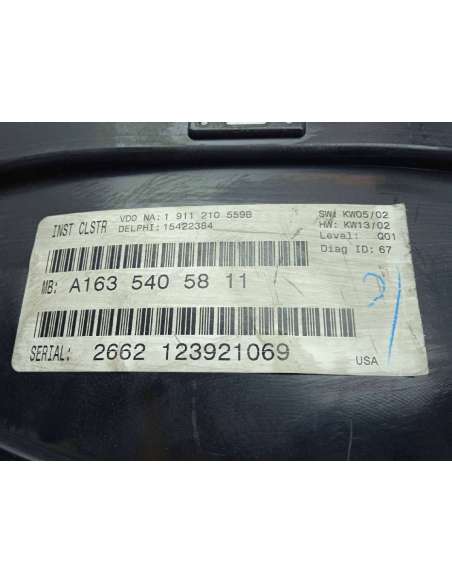 INST CLSTR
VDO NA: 1 911 210 559B
DELPHI: 15422384
SW: KW05/02
HW: KW13/02
Level: Q01
Diag ID: 67
MB: A163 540 58 11
SERIAL: 2662 123921069
USA